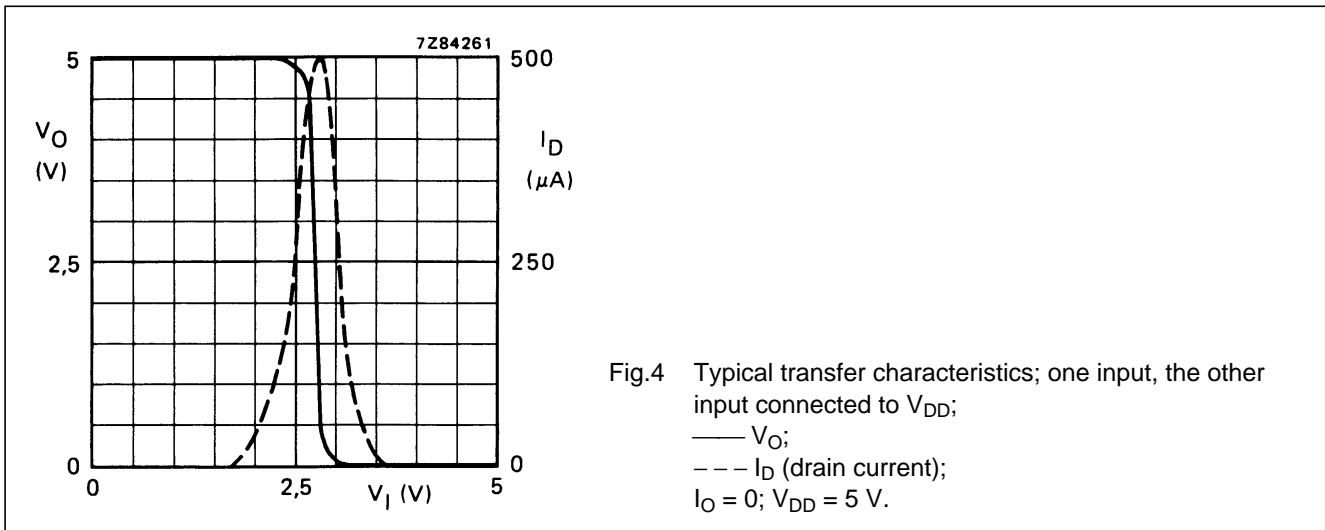 7Z84261
5
500
V_O
(V)
I_D
(μA)
2,5
250
0
0
0
2,5
V_I (V)
5
Fig.4 Typical transfer characteristics; one input, the other
input connected to V_DD;
—— V_O;
– – – I_D (drain current);
I_O = 0; V_DD = 5 V.